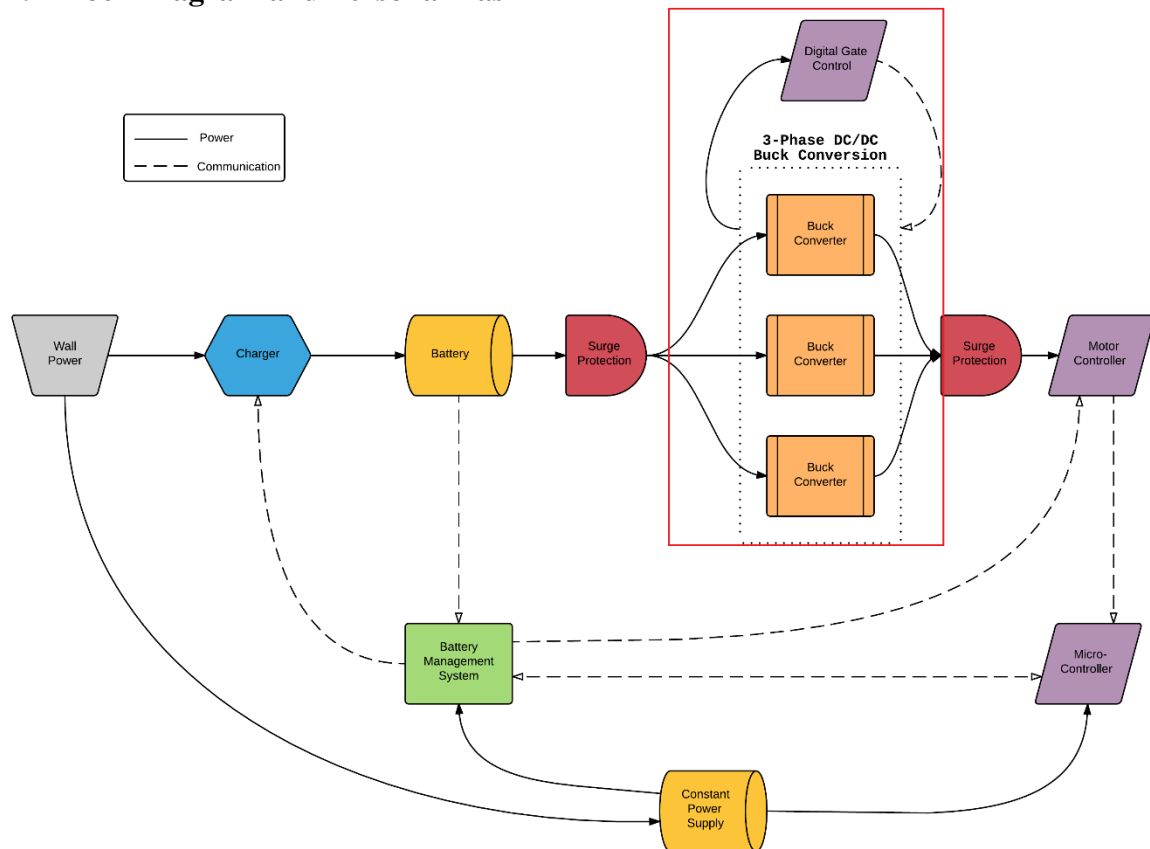 Digital Gate
Control
Power
Communication
3-Phase DC/DC
Buck Conversion
Buck
Converter
Wall
Power
Charger
Battery
Surge
Protection
Buck
Converter
Surge
Protection
Motor
Controller
Buck
Converter
Battery
Management
System
Micro-
Controller
Constant
Power
Supply